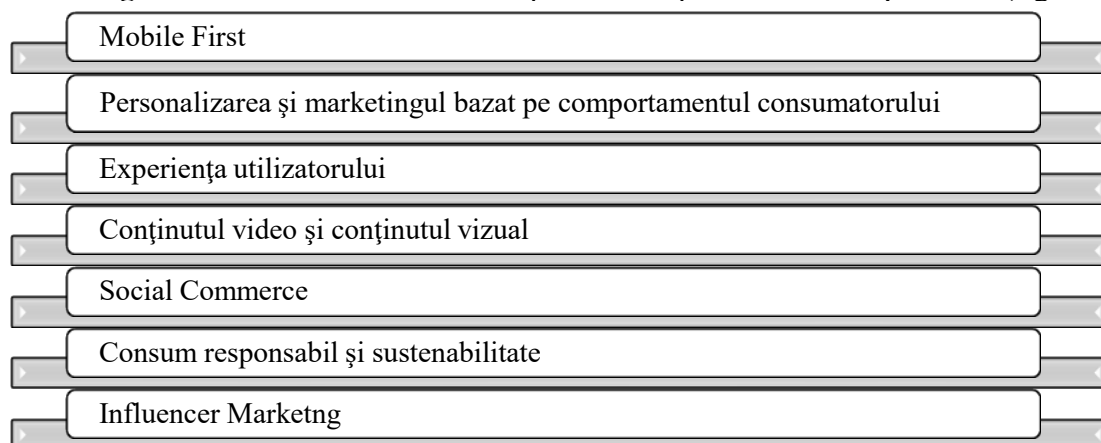 Mobile First
Personalizarea şi marketingul bazat pe comportamentul consumatorului
Experienţa utilizatorului
Conţinutul video şi conţinutul vizual
Social Commerce
Consum responsabil şi sustenabilitate
Influencer Marketng